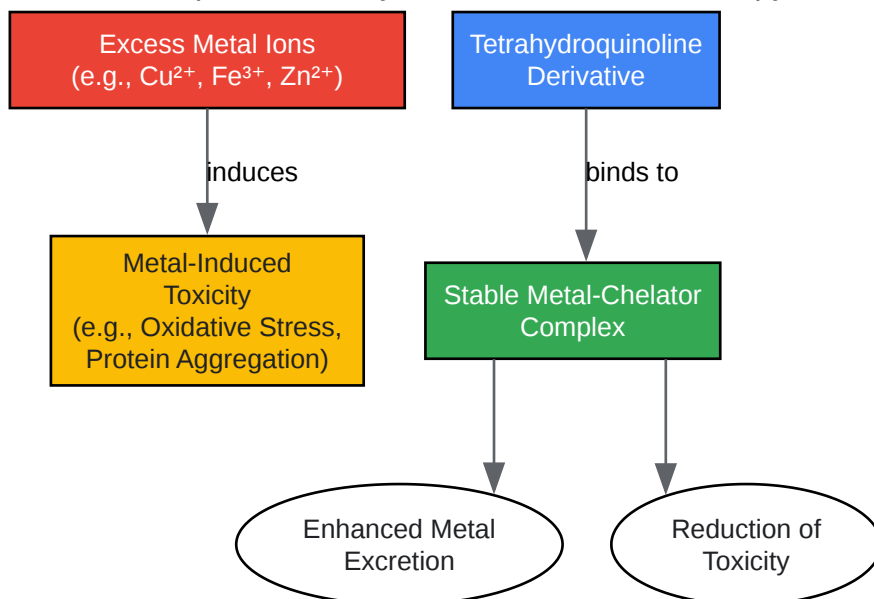 Excess Metal Ions
(e.g., Cu²⁺, Fe³⁺, Zn²⁺)
Tetrahydroquinoline
Derivative
induces
binds to
Metal-Induced
Toxicity
(e.g., Oxidative Stress,
Protein Aggregation)
Stable Metal-Chelator
Complex
Enhanced Metal
Excretion
Reduction of
Toxicity